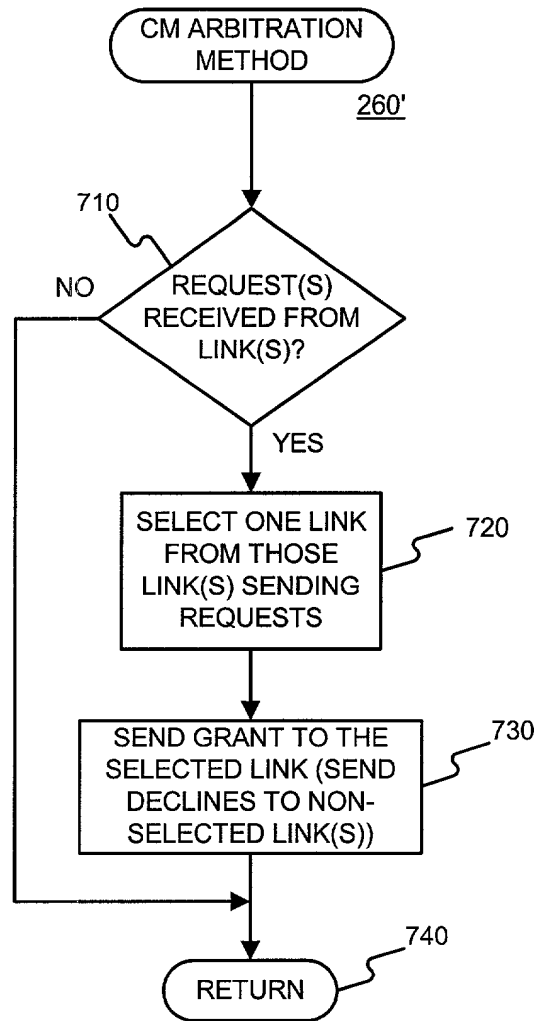 CM ARBITRATION
METHOD
260'
710
NO
REQUEST(S)
RECEIVED FROM
LINK(S)?
YES
SELECT ONE LINK
FROM THOSE
LINK(S) SENDING
REQUESTS
720
SEND GRANT TO THE
SELECTED LINK (SEND
DECLINES TO NON-
SELECTED LINK(S))
730
740
RETURN